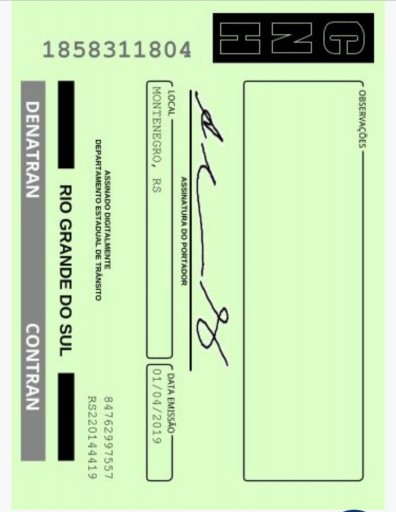 CNH
1858311804
OBSERVAÇÕES
ASSINATURA DO PORTADOR
LOCAL
MONTENEGRO, RS
DATA EMISSÃO
01/04/2019
ASSINADO DIGITALMENTE
DEPARTAMENTO ESTADUAL DE TRÂNSITO
84762997557
RS220144419
RIO GRANDE DO SUL
DENATRAN CONTRAN